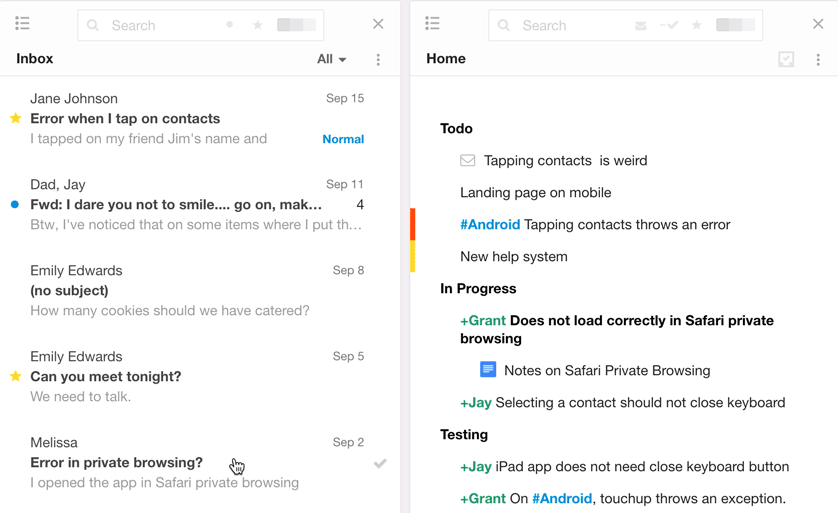 Search
Inbox
All
Jane Johnson
Sep 15
Error when I tap on contacts
I tapped on my friend Jim's name and
Normal
Dad, Jay
Sep 11
Fwd: I dare you not to smile.... go on, mak…
4
Btw, I've noticed that on some items where I put th…
Emily Edwards
Sep 8
(no subject)
How many cookies should we have catered?
Emily Edwards
Sep 5
Can you meet tonight?
We need to talk.
Melissa
Sep 2
Error in private browsing?
I opened the app in Safari private browsing
Search
Home
Todo
Tapping contacts  is weird
Landing page on mobile
#Android Tapping contacts throws an error
New help system
In Progress
+Grant Does not load correctly in Safari private
browsing
Notes on Safari Private Browsing
+Jay Selecting a contact should not close keyboard
Testing
+Jay iPad app does not need close keyboard button
+Grant On #Android, touchup throws an exception.